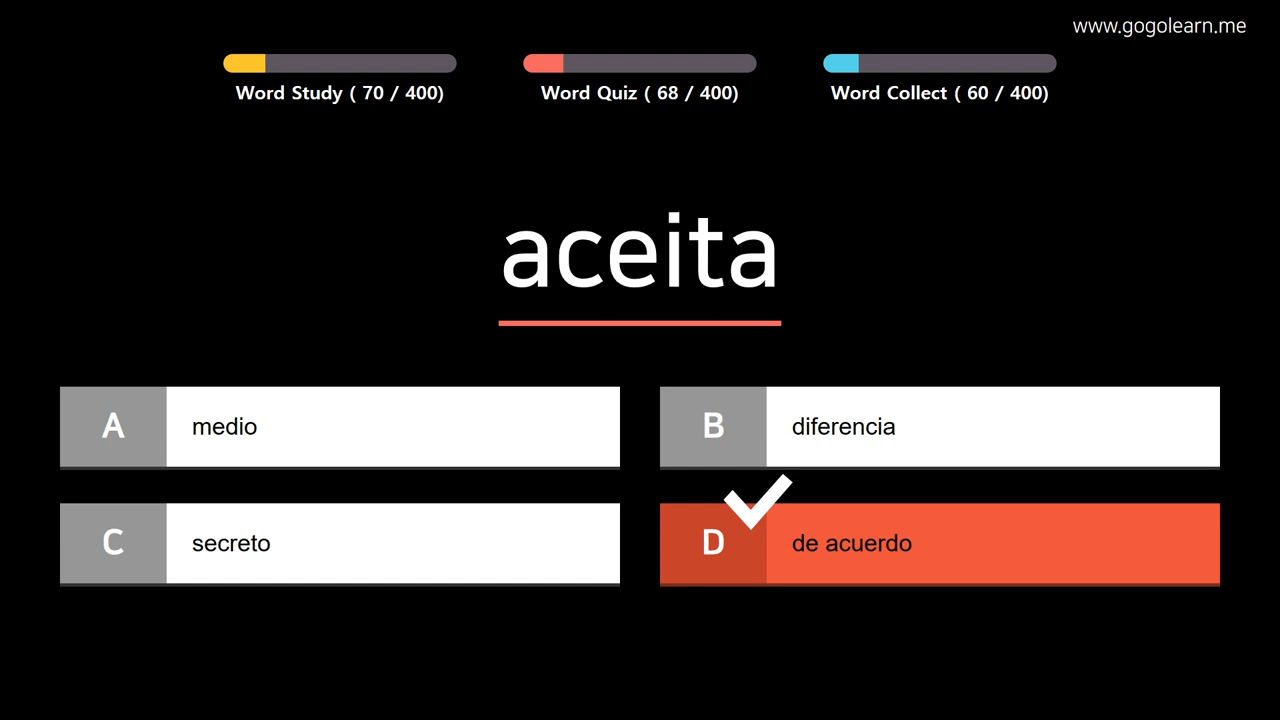 www.gogolearn.me
Word Study ( 70 / 400)
Word Quiz ( 68 / 400)
Word Collect ( 60 / 400)
aceita
A medio
B diferencia
C secreto
D de acuerdo